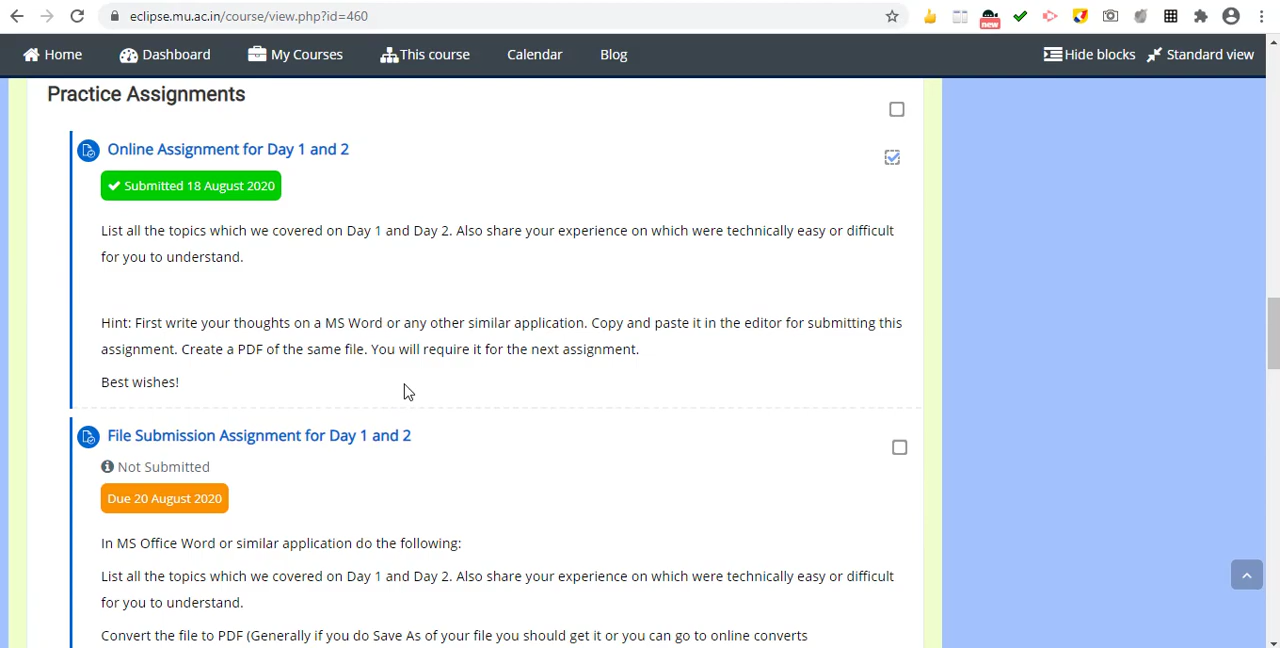 eclipse.mu.ac.in/course/view.php?id=460
new
Home Dashboard My Courses This course Calendar Blog Hide blocks Standard view
Practice Assignments
Online Assignment for Day 1 and 2
Submitted 18 August 2020
List all the topics which we covered on Day 1 and Day 2. Also share your experience on which were technically easy or difficult
for you to understand.
Hint: First write your thoughts on a MS Word or any other similar application. Copy and paste it in the editor for submitting this
assignment. Create a PDF of the same file. You will require it for the next assignment.
Best wishes!
File Submission Assignment for Day 1 and 2
Not Submitted
Due 20 August 2020
In MS Office Word or similar application do the following:
List all the topics which we covered on Day 1 and Day 2. Also share your experience on which were technically easy or difficult
for you to understand.
Convert the file to PDF (Generally if you do Save As of your file you should get it or you can go to online converts